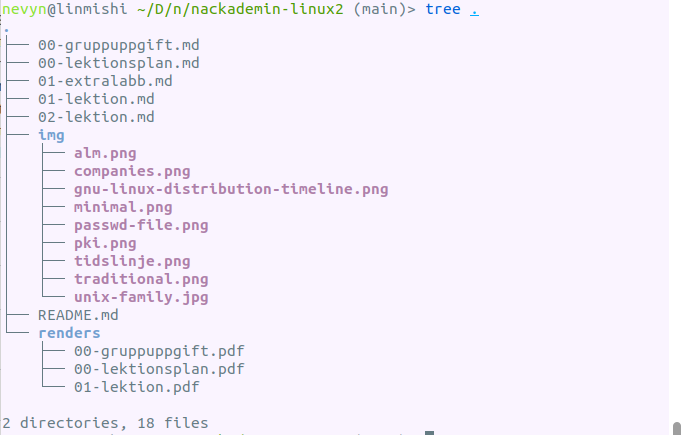 nevyn@linmishi ~/D/n/nackademin-linux2 (main)> tree .
.
├── 00-gruppuppgift.md
├── 00-lektionsplan.md
├── 01-extralabb.md
├── 01-lektion.md
├── 02-lektion.md
├── img
│   ├── alm.png
│   ├── companies.png
│   ├── gnu-linux-distribution-timeline.png
│   ├── minimal.png
│   ├── passwd-file.png
│   ├── pki.png
│   ├── tidslinje.png
│   ├── traditional.png
│   └── unix-family.jpg
├── README.md
└── renders
    ├── 00-gruppuppgift.pdf
    ├── 00-lektionsplan.pdf
    └── 01-lektion.pdf
2 directories, 18 files